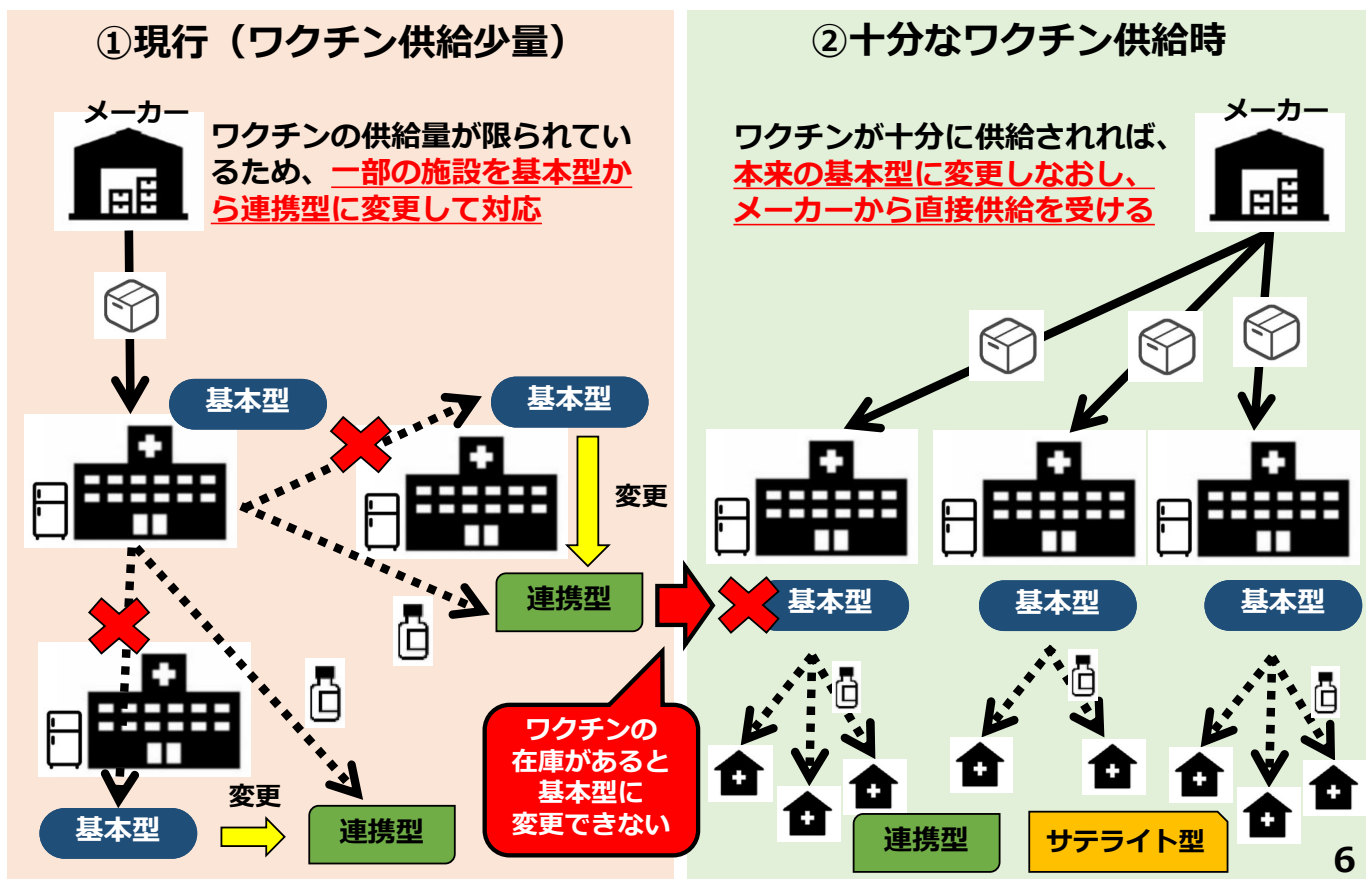 ①現行（ワクチン供給少量）
メーカー
ワクチンの供給量が限られてい
るため、一部の施設を基本型か
ら連携型に変更して対応
基本型
基本型
変更
連携型
基本型
変更
連携型
ワクチンの
在庫があると
基本型に
変更できない
②十分なワクチン供給時
メーカー
ワクチンが十分に供給されれば、
本来の基本型に変更しなおし、
メーカーから直接供給を受ける
基本型
基本型
基本型
連携型
サテライト型
6